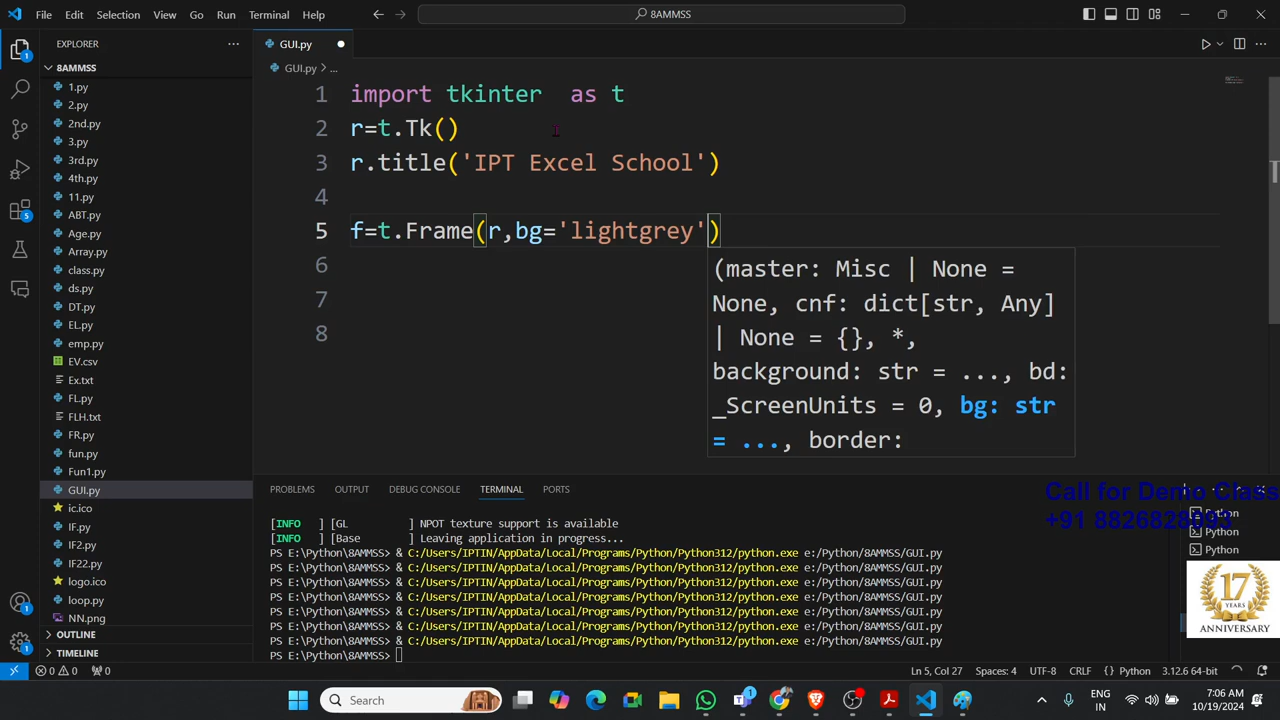 File Edit Selection View Go Run Terminal Help
8AMMSS
EXPLORER
GUI.py
8AMMSS
GUI.py > ...
1.py
2.py
2nd.py
3.py
3rd.py
4th.py
11.py
ABT.py
Age.py
Array.py
class.py
ds.py
DT.py
EL.py
emp.py
EV.csv
Ex.txt
FL.py
FLH.txt
FR.py
fun.py
Fun1.py
GUI.py
ic.ico
IF.py
IF2.py
IF22.py
logo.ico
loop.py
NN.png
OUTLINE
TIMELINE
1
5
1
1
1 import tkinter  as t
2 r=t.Tk()
3 r.title('IPT Excel School')
4
5 f=t.Frame(r,bg='lightgrey')
6
7
8
(master: Misc | None =
None, cnf: dict[str, Any]
| None = {}, *,
background: str = ..., bd:
_ScreenUnits = 0, bg: str
= ..., border:
PROBLEMS OUTPUT DEBUG CONSOLE TERMINAL PORTS
[INFO   ] [GL          ] NPOT texture support is available
[INFO   ] [Base        ] Leaving application in progress...
PS E:\Python\8AMMSS> & C:/Users/IPTIN/AppData/Local/Programs/Python/Python312/python.exe e:/Python/8AMMSS/GUI.py
PS E:\Python\8AMMSS> & C:/Users/IPTIN/AppData/Local/Programs/Python/Python312/python.exe e:/Python/8AMMSS/GUI.py
PS E:\Python\8AMMSS> & C:/Users/IPTIN/AppData/Local/Programs/Python/Python312/python.exe e:/Python/8AMMSS/GUI.py
PS E:\Python\8AMMSS> & C:/Users/IPTIN/AppData/Local/Programs/Python/Python312/python.exe e:/Python/8AMMSS/GUI.py
PS E:\Python\8AMMSS> & C:/Users/IPTIN/AppData/Local/Programs/Python/Python312/python.exe e:/Python/8AMMSS/GUI.py
PS E:\Python\8AMMSS> & C:/Users/IPTIN/AppData/Local/Programs/Python/Python312/python.exe e:/Python/8AMMSS/GUI.py
PS E:\Python\8AMMSS> & C:/Users/IPTIN/AppData/Local/Programs/Python/Python312/python.exe e:/Python/8AMMSS/GUI.py
PS E:\Python\8AMMSS>
Call for Demo Class
+91 8826828093
Python
Python
Python
17
YEARS
ANNIVERSARY
0 0 0 Ln 5, Col 27 Spaces: 4 UTF-8 CRLF {} Python 3.12.6 64-bit
Search
1
ENG
IN
7:06 AM
10/19/2024